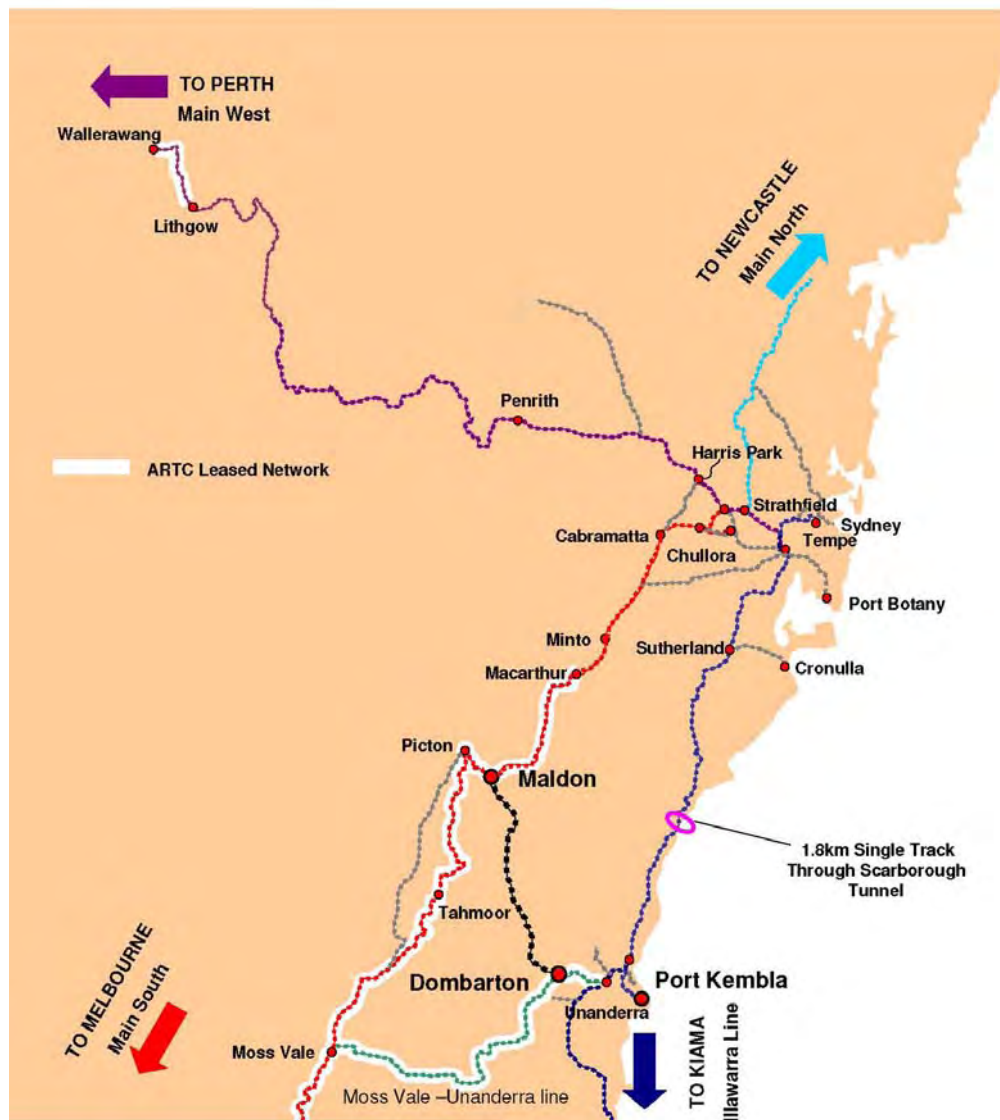 TO PERTH
Main West
Wallerawang
Lithgow
TO NEWCASTLE
Main North
Penrith
Harris Park
ARTC Leased Network
Strathfield
Sydney
Cabramatta
Tempe
Chullora
Port Botany
Minto
Sutherland
Macarthur
Cronulla
Picton
Maldon
1.8km Single Track
Through Scarborough
Tunnel
Tahmoor
TO MELBOURNE
Main South
Dombarton
Port Kembla
Unanderra
Moss Vale
TO KIAMA
Illawarra Line
Moss Vale –Unanderra line